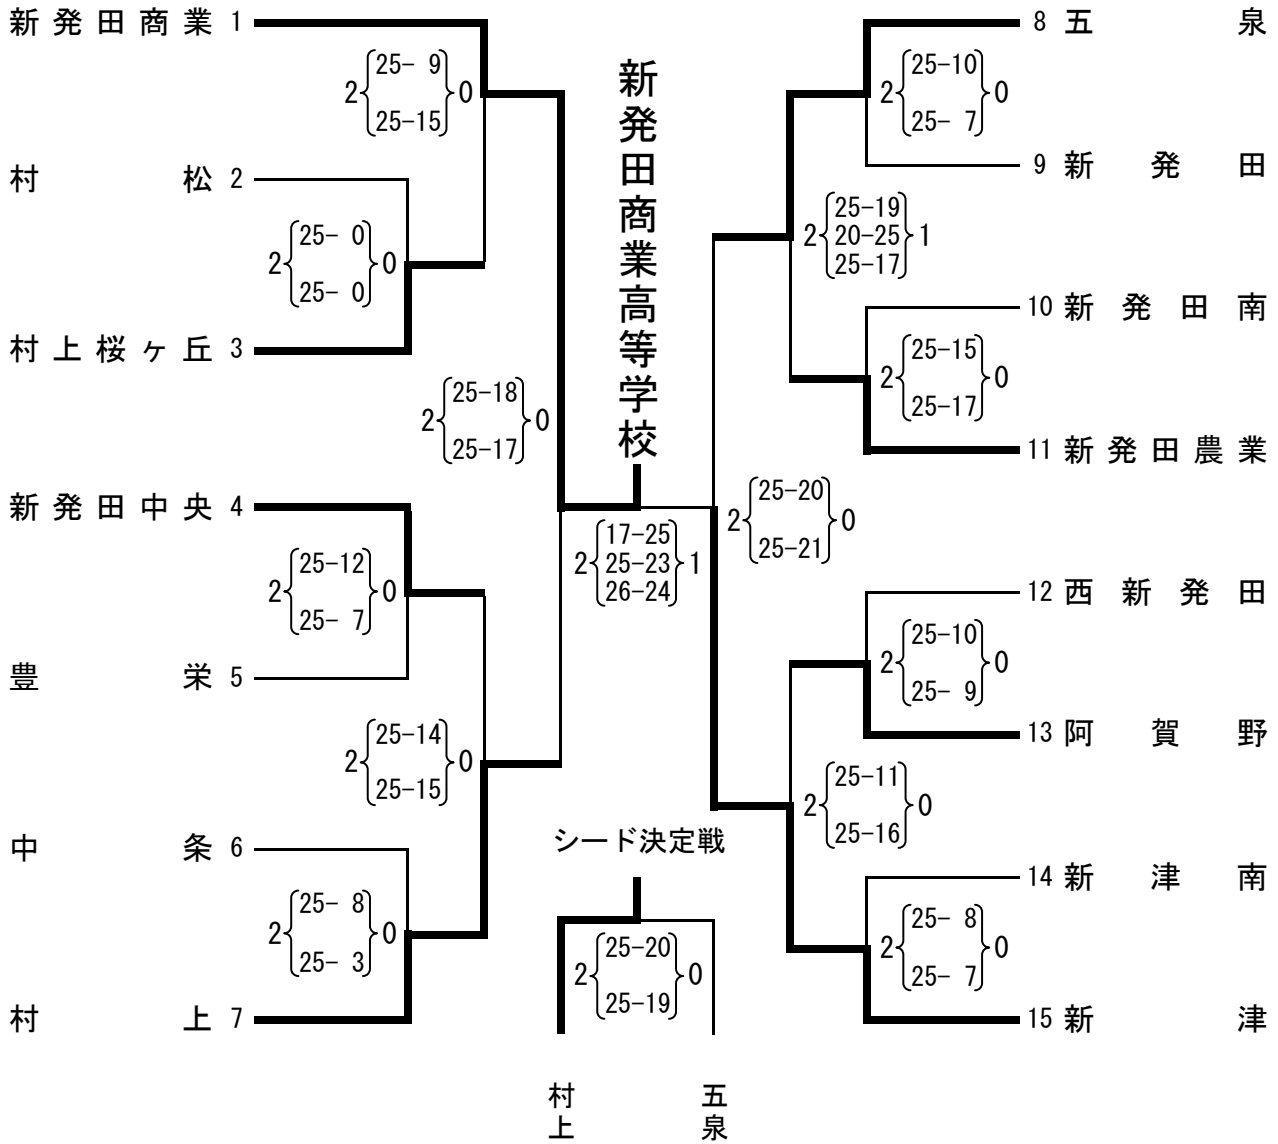 新発田商業 1
2 25- 9 0
25-15
村松 2
2 25- 0 0
25- 0
村上桜ヶ丘 3
2 25-18 0
25-17
新発田中央 4
2 25-12 0
25- 7
豊栄 5
2 25-14 0
25-15
中条 6
2 25- 8 0
25- 3
村上 7
新発田商業高等学校
17-25
2 25-23 1
26-24
8 五泉
2 25-10 0
25- 7
9 新発田
25-19
2 20-25 1
25-17
10 新発田南
2 25-15 0
25-17
11 新発田農業
2 25-20 0
25-21
12 西新発田
2 25-10 0
25- 9
13 阿賀野
2 25-11 0
25-16
14 新津南
2 25- 8 0
25- 7
15 新津
シード決定戦
2 25-20 0
25-19
村上
五泉